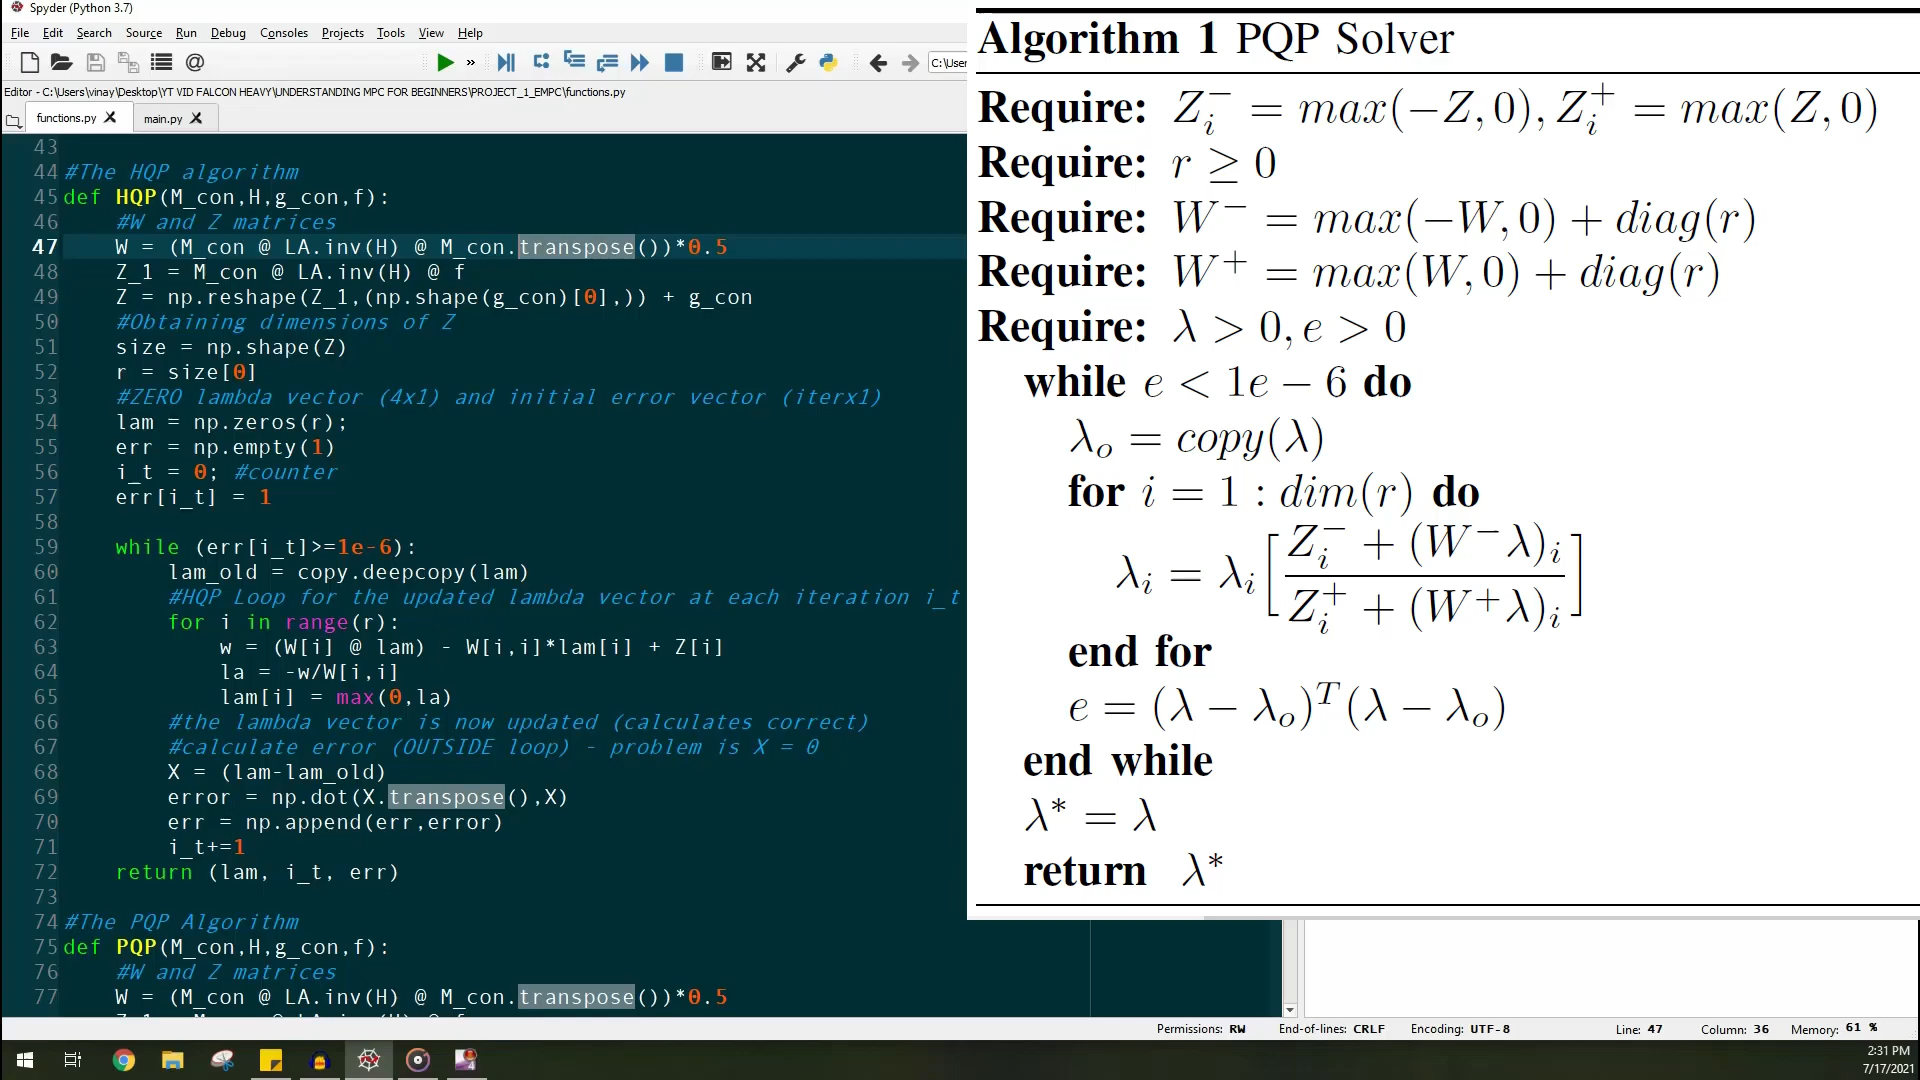 Spyder (Python 3.7)
File Edit Search Source Run Debug Consoles Projects Tools View Help
C:\User
Editor - C:\Users\vinay\Desktop\YT VID FALCON HEAVY\UNDERSTANDING MPC FOR BEGINNERS\PROJECT_1_EMPC\functions.py
functions.py main.py
43
44 #The HQP algorithm
45 def HQP(M_con,H,g_con,f):
46 #W and Z matrices
47 W = (M_con @ LA.inv(H) @ M_con.transpose())*0.5
48 Z_1 = M_con @ LA.inv(H) @ f
49 Z = np.reshape(Z_1,(np.shape(g_con)[0],)) + g_con
50 #Obtaining dimensions of Z
51 size = np.shape(Z)
52 r = size[0]
53 #ZERO lambda vector (4x1) and initial error vector (iterx1)
54 lam = np.zeros(r);
55 err = np.empty(1)
56 i_t = 0; #counter
57 err[i_t] = 1
58
59 while (err[i_t]>=1e-6):
60 lam_old = copy.deepcopy(lam)
61 #HQP Loop for the updated lambda vector at each iteration i_t
62 for i in range(r):
63 w = (W[i] @ lam) - W[i,i]*lam[i] + Z[i]
64 la = -w/W[i,i]
65 lam[i] = max(0,la)
66 #the lambda vector is now updated (calculates correct)
67 #calculate error (OUTSIDE loop) - problem is X = 0
68 X = (lam-lam_old)
69 error = np.dot(X.transpose(),X)
70 err = np.append(err,error)
71 i_t+=1
72 return (lam, i_t, err)
73
74 #The PQP Algorithm
75 def PQP(M_con,H,g_con,f):
76 #W and Z matrices
77 W = (M_con @ LA.inv(H) @ M_con.transpose())*0.5
Algorithm 1 PQP Solver
Require: Z_i^- = max(−Z, 0), Z_i^+ = max(Z, 0)
Require: r ≥ 0
Require: W^- = max(−W, 0) + diag(r)
Require: W^+ = max(W, 0) + diag(r)
Require: λ > 0, e > 0
while e < 1e − 6 do
λ_o = copy(λ)
for i = 1 : dim(r) do
λ_i = λ_i [ (Z_i^- + (W^- λ)_i) / (Z_i^+ + (W^+ λ)_i) ]
end for
e = (λ − λ_o)^T (λ − λ_o)
end while
λ* = λ
return λ*
Permissions: RW End-of-lines: CRLF Encoding: UTF-8 Line: 47 Column: 36 Memory: 61 %
2:31 PM
7/17/2021